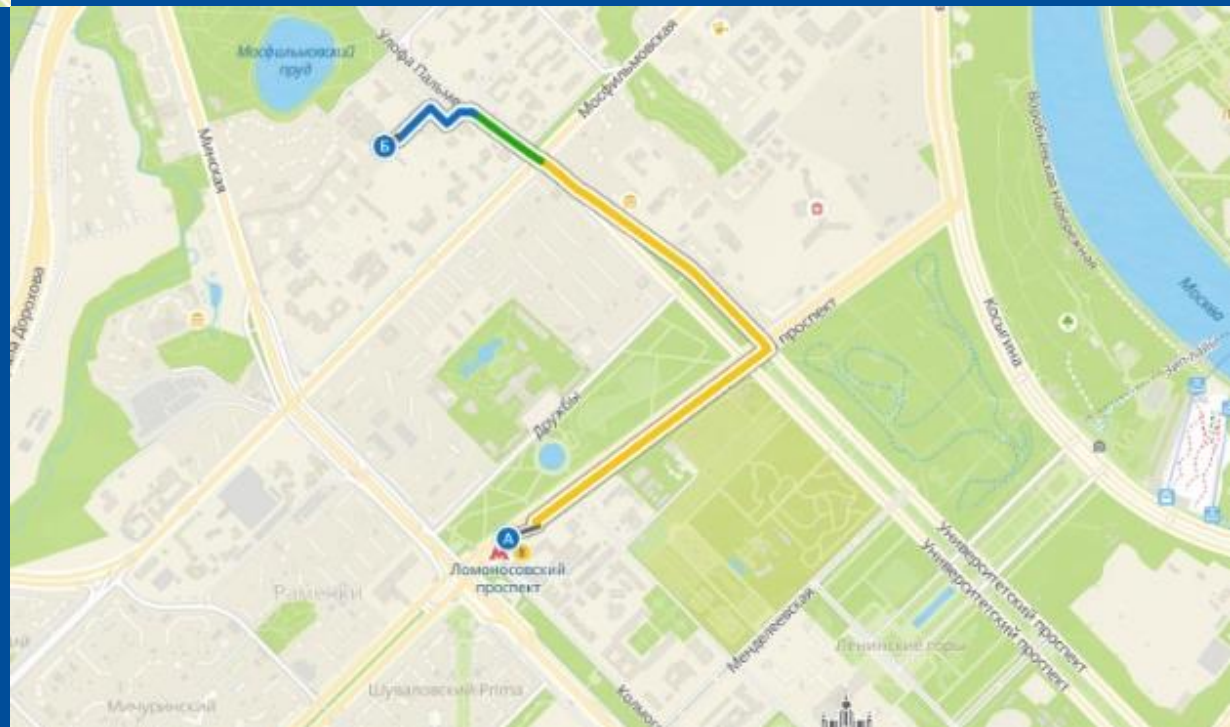 Мосфильмовский
пруд
Улофа Пальме
Мосфильмовская
Б
Минская
Воробьёвская набережная
Москва
проспект
Косыгина
Дорохова
Дружбы
А
Ломоносовский
проспект
Раменки
Университетский проспект
Университетский проспект
Менделеевская
Ленинские горы
Шуваловский Prima
Мичуринский